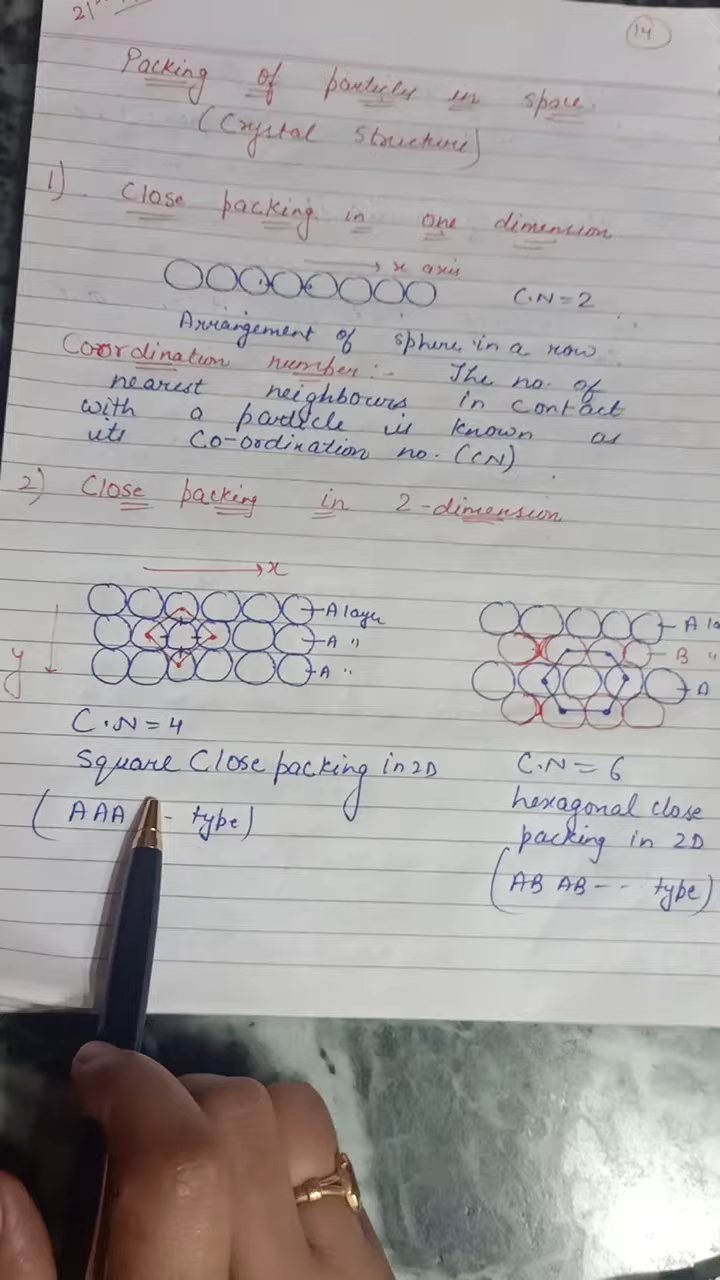 21
14
Packing of particles in space.
(Crystal Structure)
1) Close packing in one dimension
x axis
C.N=2
Arrangement of sphere in a row.
Coordination number:- The no. of
nearest neighbours in contact
with a particle is known as
its Co-ordination no. (CN)
2) Close packing in 2-dimension
x
y
A layer
A "
A "
A la
B "
A
C.N=4
Square Close packing in 2D
(AAA -- type)
C.N=6
hexagonal close
packing in 2D
(AB AB -- type)